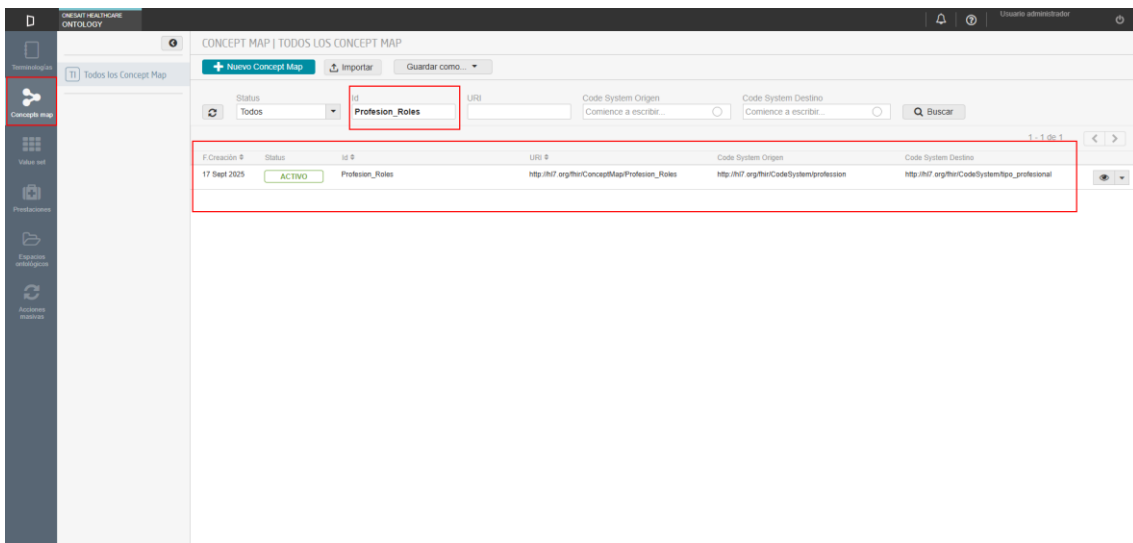 ONESAIT HEALTHCARE
ONTOLOGY
Usuario administrador
Terminologías
Concepts map
Value set
Prestaciones
Espacios
ontológicos
Acciones
masivas
TI Todos los Concept Map
CONCEPT MAP | TODOS LOS CONCEPT MAP
Nuevo Concept Map Importar Guardar como...
Status Id URI Code System Origen Code System Destino
Todos Profesion_Roles Comience a escribir... Comience a escribir... Buscar
1 - 1 de 1
F.Creación Status Id URI Code System Origen Code System Destino
17 Sept 2025 ACTIVO Profesion_Roles http://hl7.org/fhir/ConceptMap/Profesion_Roles http://hl7.org/fhir/CodeSystem/profession http://hl7.org/fhir/CodeSystem/tipo_profesional